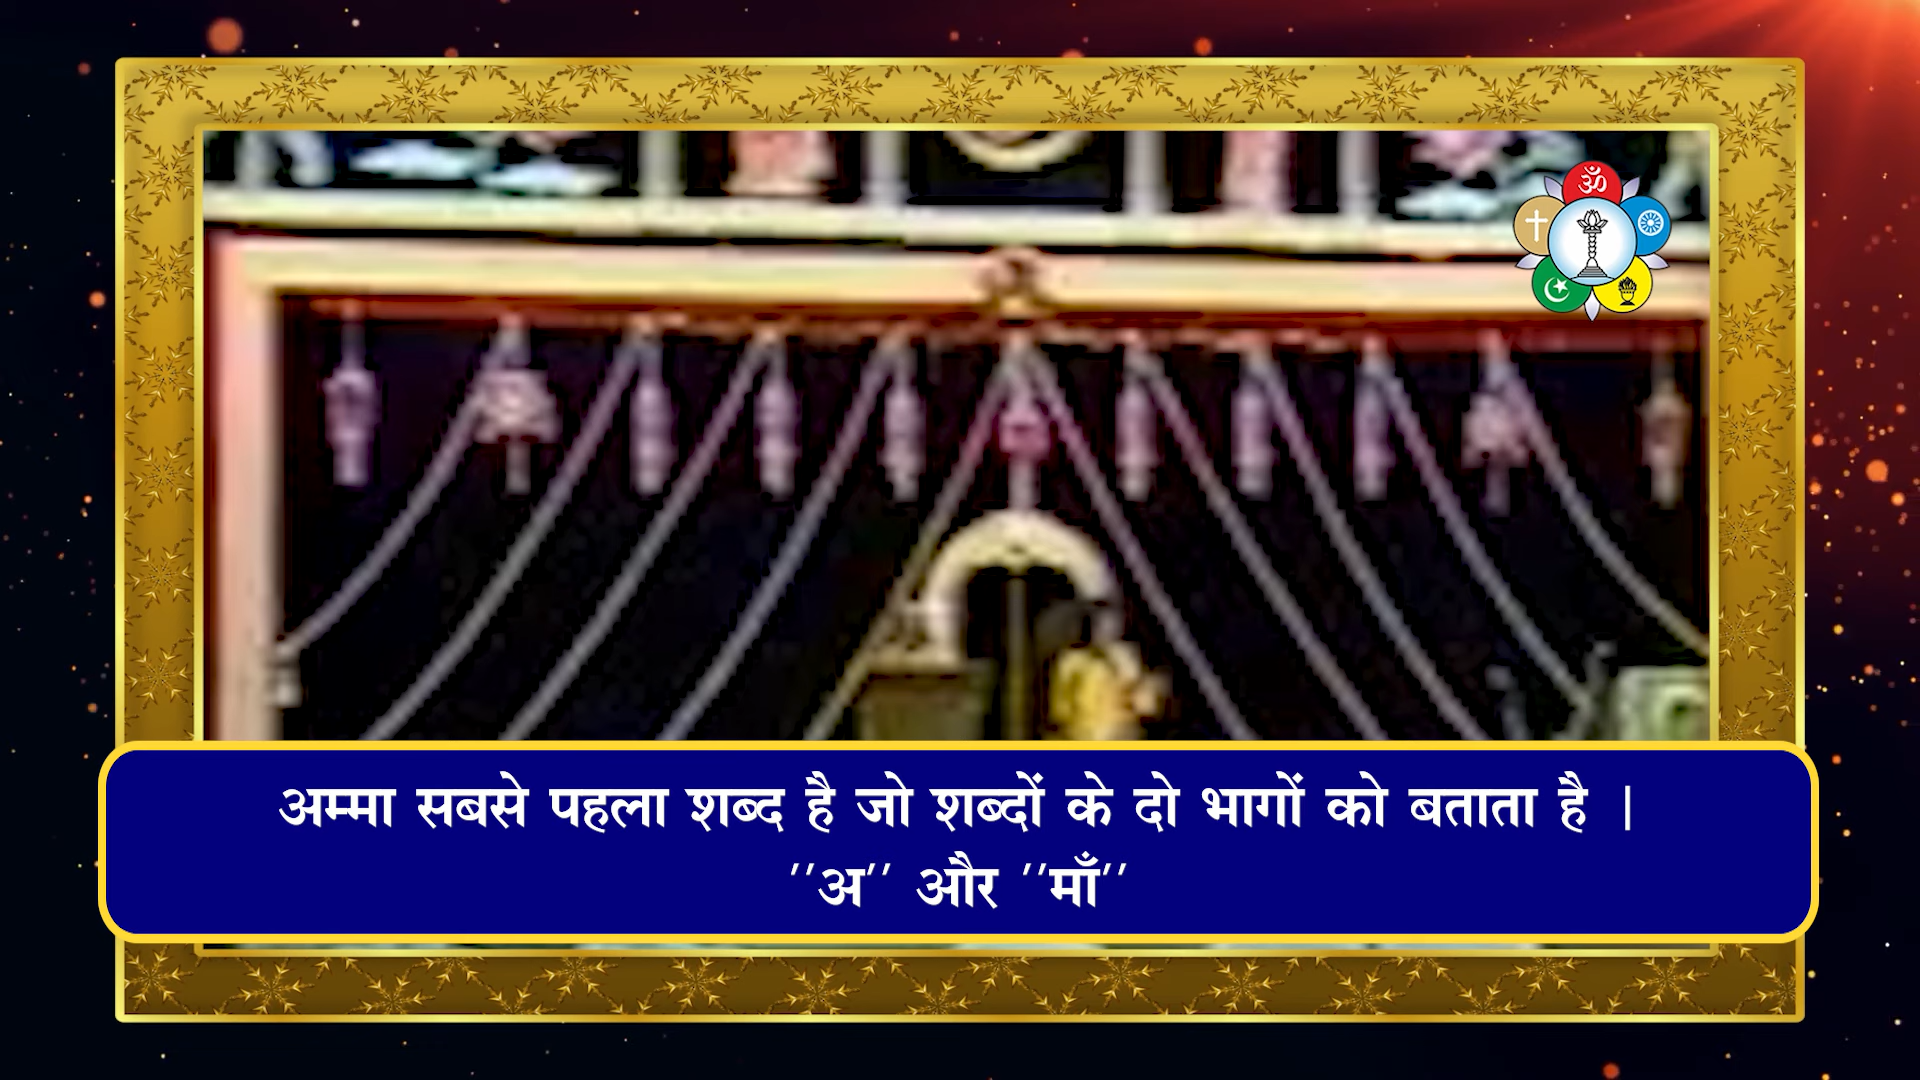 ॐ
अम्मा सबसे पहला शब्द है जो शब्दों के दो भागों को बताता है |
''अ'' और ''माँ''